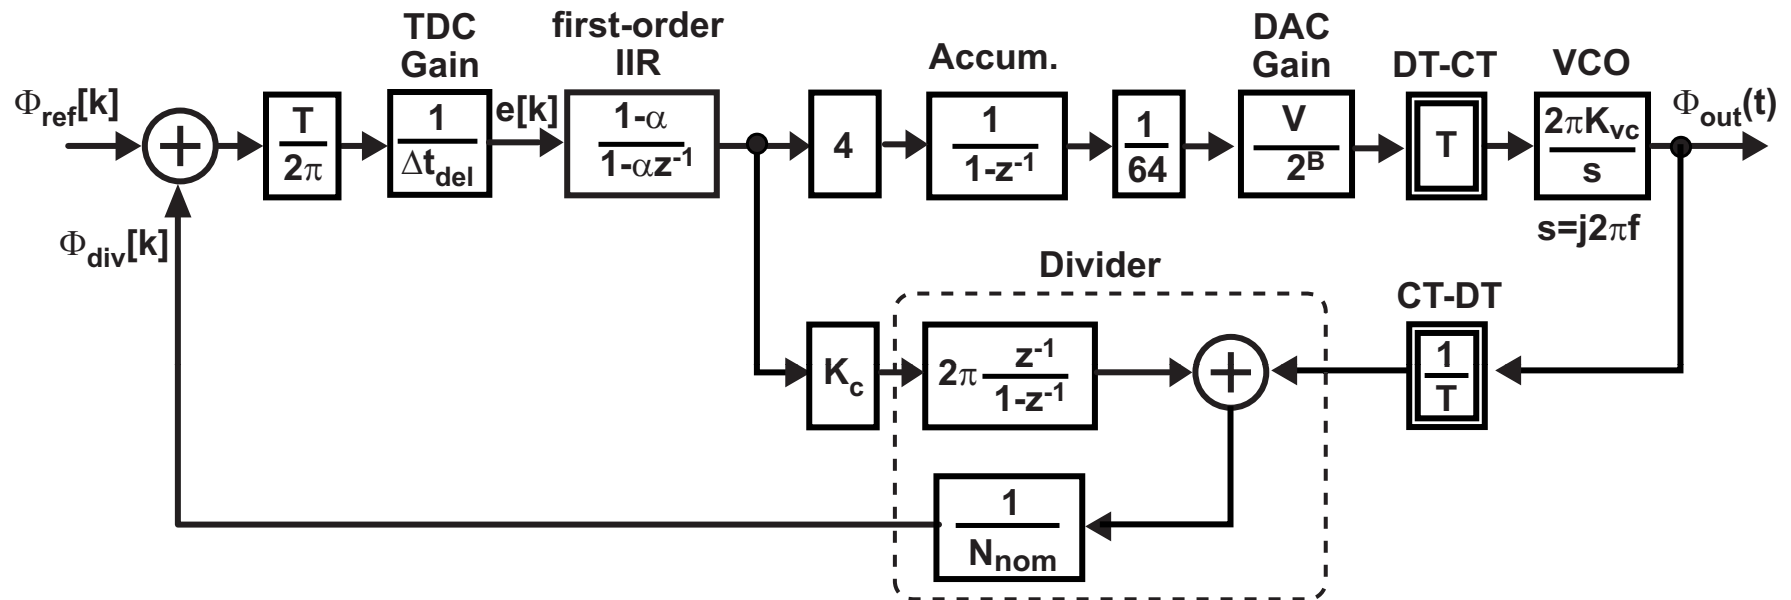 TDC
Gain
first-order
IIR
Accum.
DAC
Gain
DT-CT
VCO
Φref[k]
+
T
2π
1
Δtdel
e[k]
1-α
1-αz-1
4
1
1-z-1
1
64
V
2B
T
2πKvc
s
Φout(t)
s=j2πf
Φdiv[k]
Divider
CT-DT
Kc
2π z-1
1-z-1
+
1
T
1
Nnom